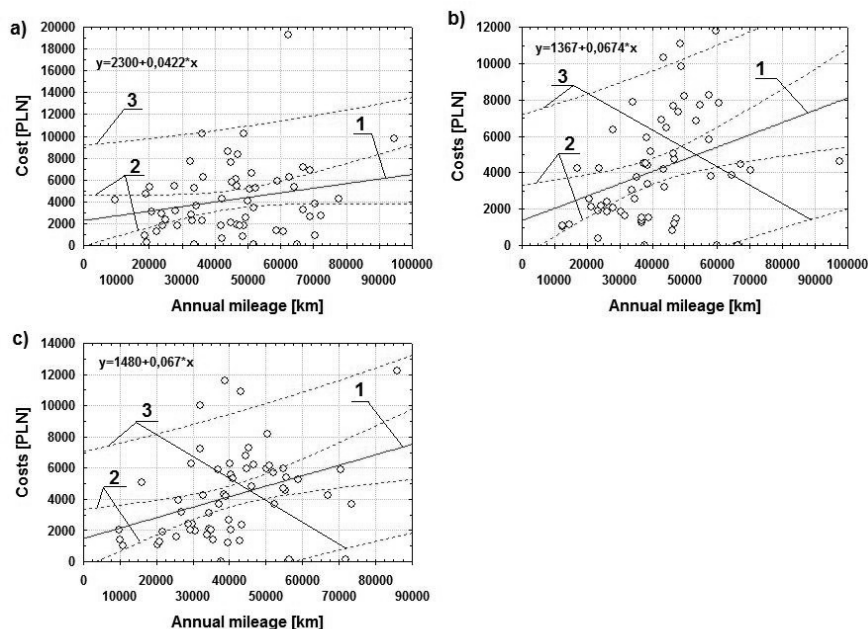 a)
y=2300+0,0422*x
Cost [PLN]
20000
18000
16000
14000
12000
10000
8000
6000
4000
2000
0
3
2
1
0 20000 40000 60000 80000 100000
10000 30000 50000 70000 90000
Annual mileage [km]
b)
y=1367+0,0674*x
Costs [PLN]
12000
10000
8000
6000
4000
2000
0
3
2
1
0 20000 40000 60000 80000 100000
10000 30000 50000 70000 90000
Annual mileage [km]
c)
y=1480+0,067*x
Costs [PLN]
14000
12000
10000
8000
6000
4000
2000
0
3
2
1
0 20000 40000 60000 80000
10000 30000 50000 70000 90000
Annual mileage [km]